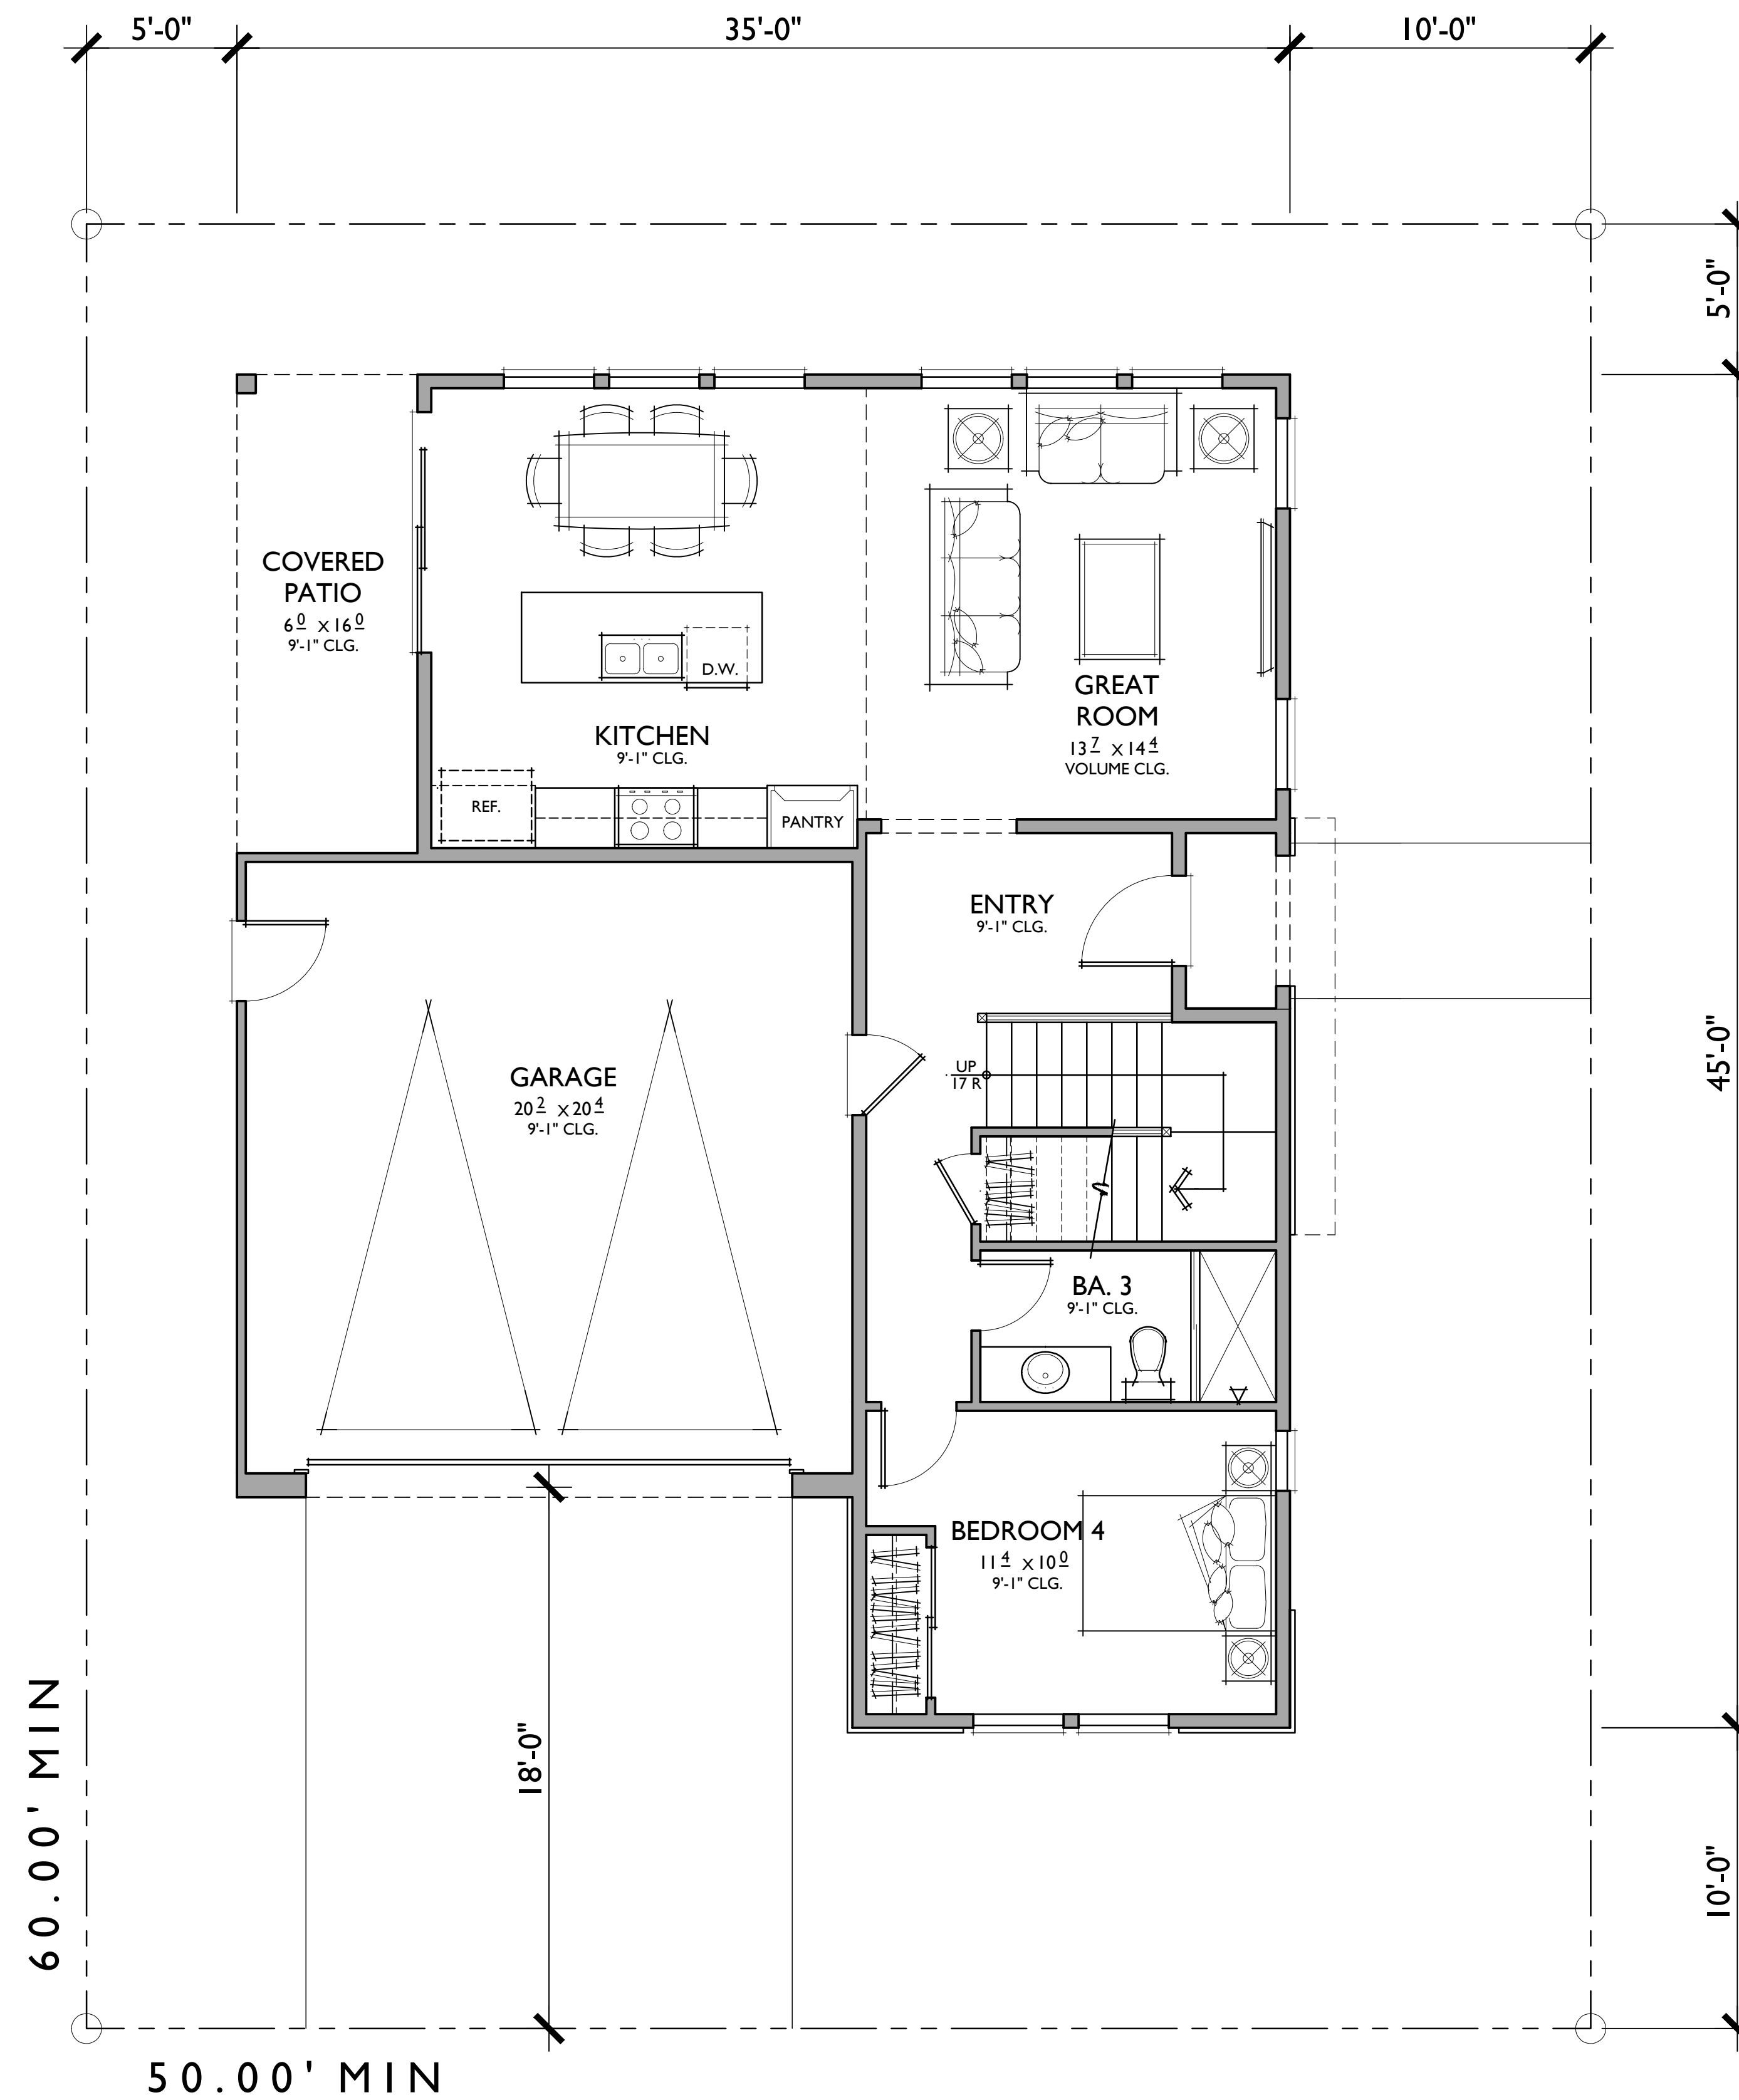 5'-0"
35'-0"
10'-0"
5'-0"
COVERED
PATIO
6 0 X 16 0
9'-1" CLG.
D.W.
KITCHEN
9'-1" CLG.
GREAT
ROOM
13 7 X 14 4
VOLUME CLG.
REF.
PANTRY
ENTRY
9'-1" CLG.
45'-0"
GARAGE
20 2 X 20 4
9'-1" CLG.
UP
17 R
BA. 3
9'-1" CLG.
BEDROOM 4
11 4 X 10 0
9'-1" CLG.
18'-0"
10'-0"
60.00' MIN
50.00' MIN